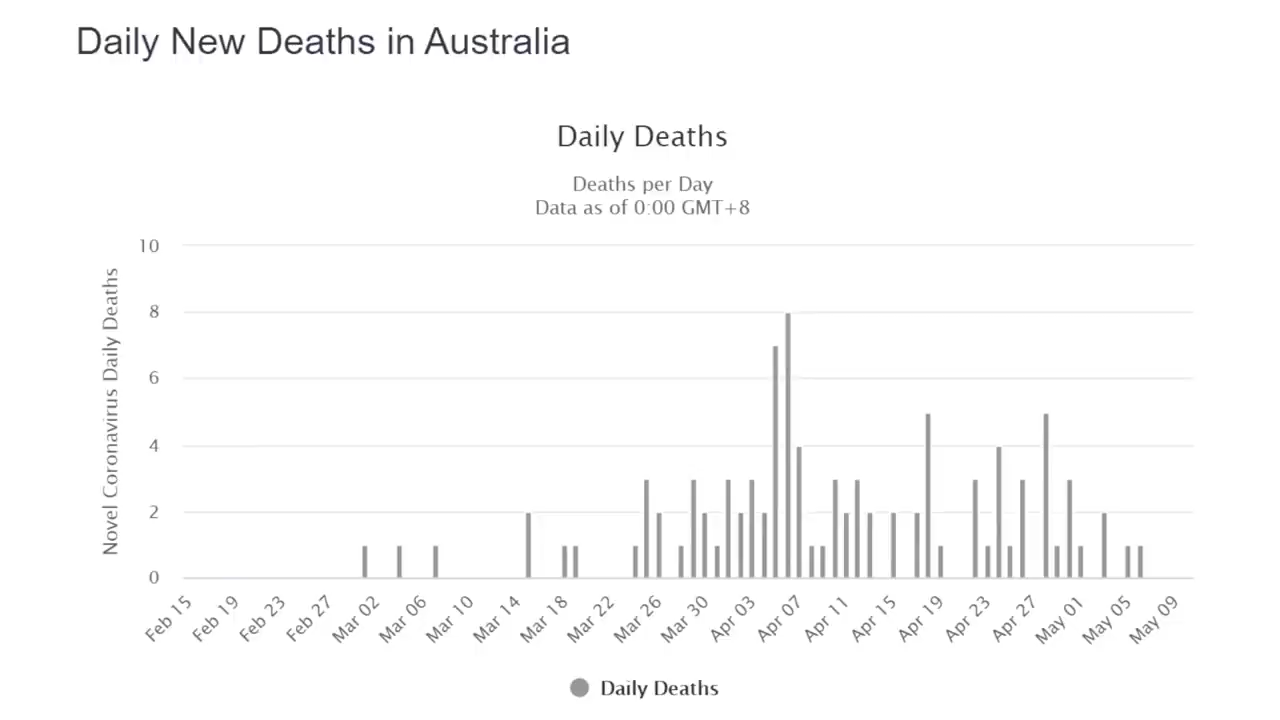 Daily New Deaths in Australia
Daily Deaths
Deaths per Day
Data as of 0:00 GMT+8
Novel Coronavirus Daily Deaths
10
8
6
4
2
0
Feb 15
Feb 19
Feb 23
Feb 27
Mar 02
Mar 06
Mar 10
Mar 14
Mar 18
Mar 22
Mar 26
Mar 30
Apr 03
Apr 07
Apr 11
Apr 15
Apr 19
Apr 23
Apr 27
May 01
May 05
May 09
Daily Deaths